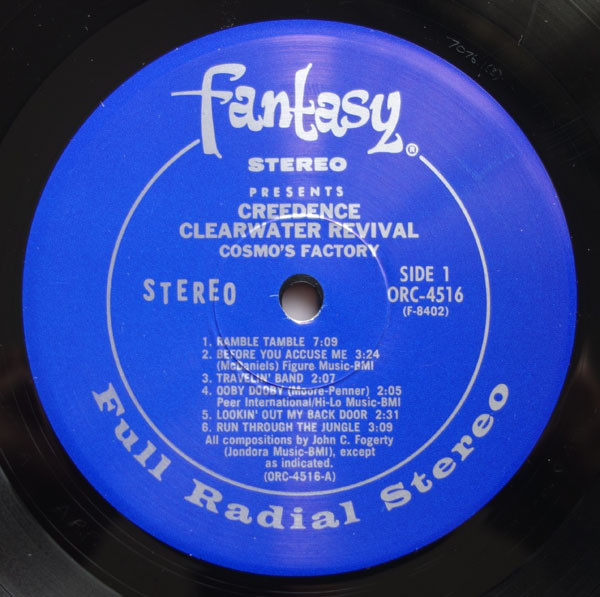 fantasy®
STEREO
PRESENTS
CREEDENCE
CLEARWATER REVIVAL
COSMO'S FACTORY
STEREO
SIDE 1
ORC-4516
(F-8402)
1. RAMBLE TAMBLE 7:09
2. BEFORE YOU ACCUSE ME 3:24
(McDaniels) Figure Music-BMI
3. TRAVELIN' BAND 2:07
4. OOBY DOOBY (Moore-Penner) 2:05
Peer International/Hi-Lo Music-BMI
5. LOOKIN' OUT MY BACK DOOR 2:31
6. RUN THROUGH THE JUNGLE 3:09
All compositions by John C. Fogerty
(Jondora Music-BMI), except
as indicated.
(ORC-4516-A)
Full Radial Stereo